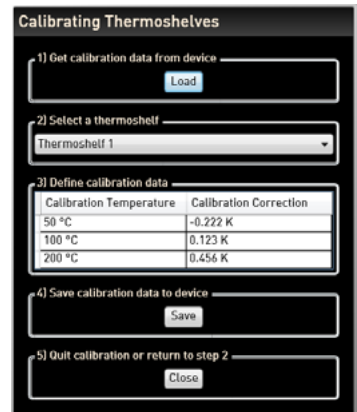 Calibrating Thermoshelves
1) Get calibration data from device
Load
2) Select a thermoshelf
Thermoshelf 1
3) Define calibration data
Calibration Temperature Calibration Correction
50 °C -0.222 K
100 °C 0.123 K
200 °C 0.456 K
4) Save calibration data to device
Save
5) Quit calibration or return to step 2
Close